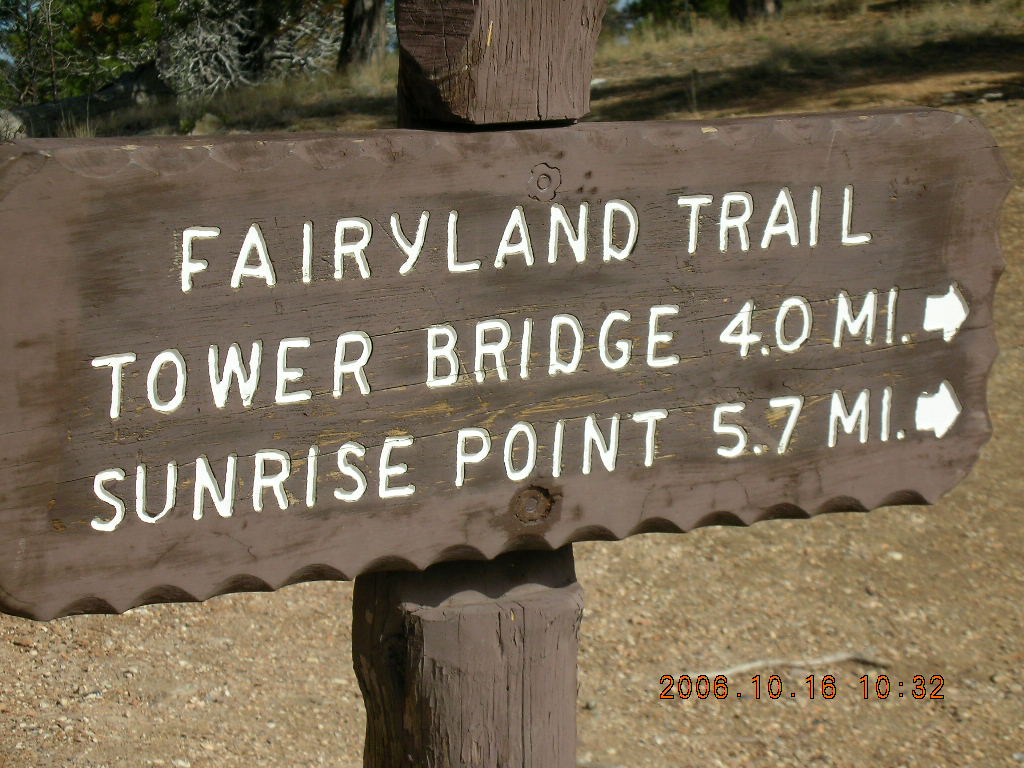 FAIRYLAND TRAIL
TOWER BRIDGE 4.0 MI.
SUNRISE POINT 5.7 MI.
2006.10.16 10:32